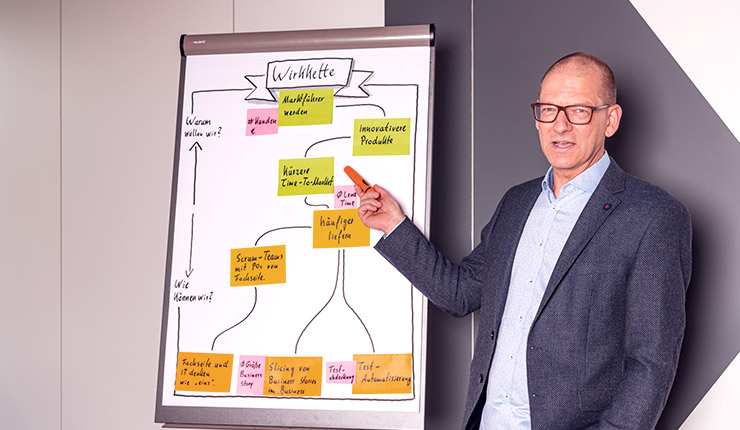 Wirkkette
Marktführer
werden
# Kunden
€
Warum
wollen wir?
innovativere
Produkte
Kürzere
Time-To-Market
Ø Lead
Time
häufiger
liefern
Scrum-Teams
mit POs von
Fachseite.
Wie
können wir?
Fachseite und
IT denken
wie „eins".
Ø Größe
Business
Story
Slicing von
Business Stories
im Business
Test-
abdeckung
Test-
Automatisierung